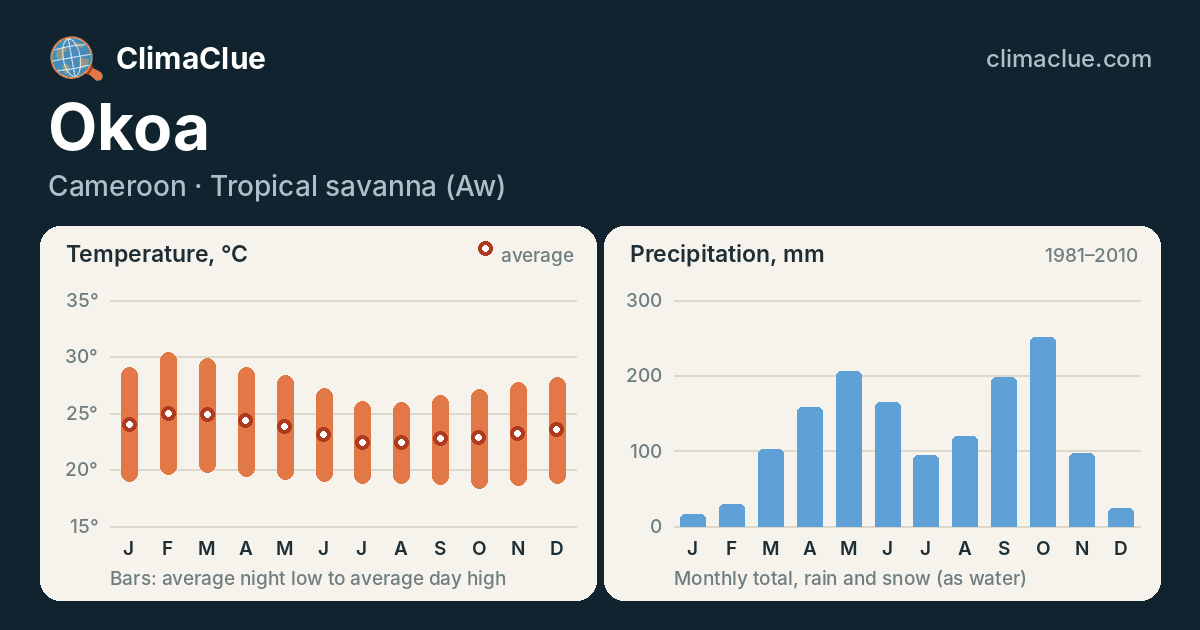 ClimaClue
climaclue.com
Okoa
Cameroon · Tropical savanna (Aw)
Temperature, °C
average
35°
30°
25°
20°
15°
J F M A M J J A S O N D
Bars: average night low to average day high
Precipitation, mm
1981–2010
300
200
100
0
J F M A M J J A S O N D
Monthly total, rain and snow (as water)